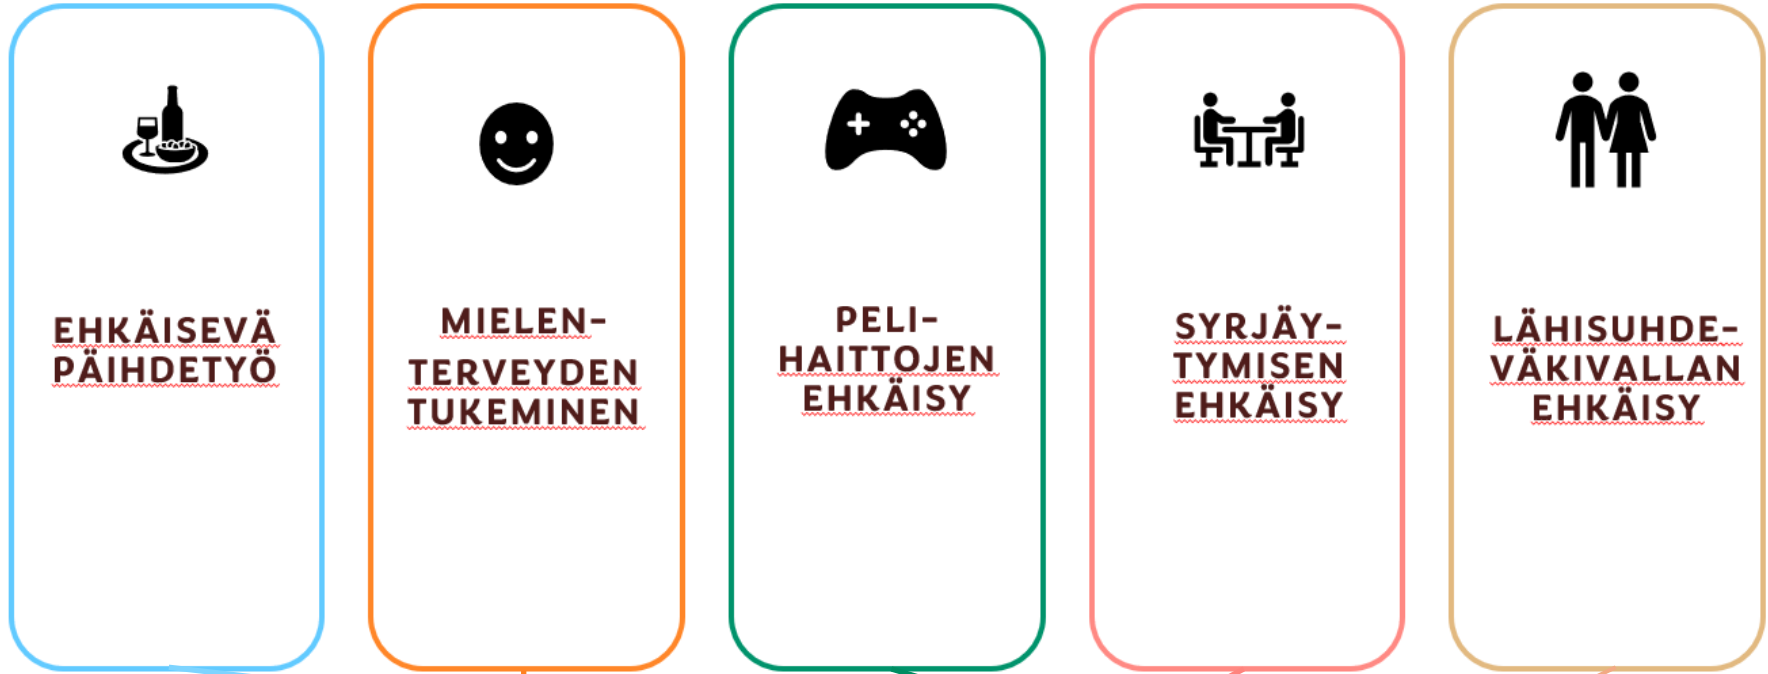 EHKÄISEVÄ
PÄIHDETYÖ
MIELEN-
TERVEYDEN
TUKEMINEN
PELI-
HAITTOJEN
EHKÄISY
SYRJÄY-
TYMISEN
EHKÄISY
LÄHISUHDE-
VÄKIVALLAN
EHKÄISY